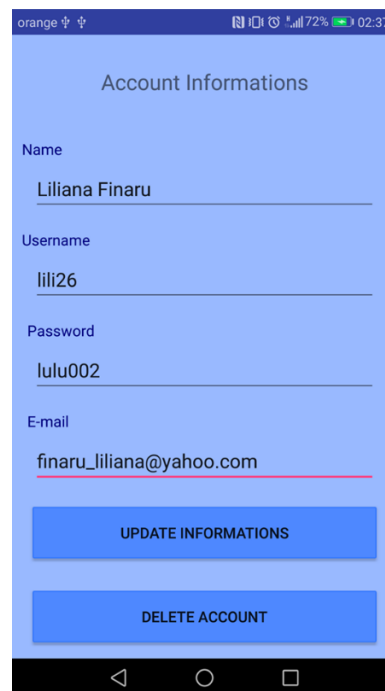 orange 72% 02:37
Account Informations
Name
Liliana Finaru
Username
lili26
Password
lulu002
E-mail
finaru_liliana@yahoo.com
UPDATE INFORMATIONS
DELETE ACCOUNT